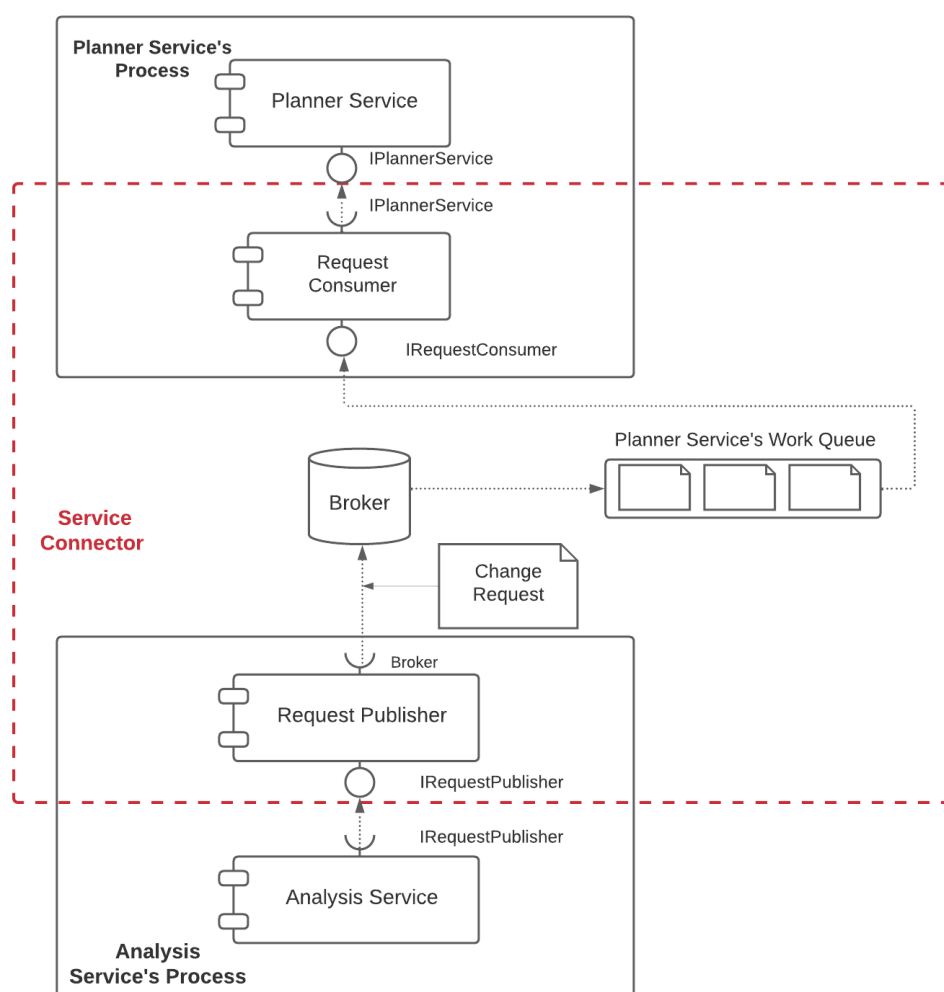 Planner Service's
Process
Planner Service
IPlannerService
IPlannerService
Request
Consumer
IRequestConsumer
Planner Service's Work Queue
Broker
Service
Connector
Change
Request
Broker
Request Publisher
IRequestPublisher
IRequestPublisher
Analysis Service
Analysis
Service's Process